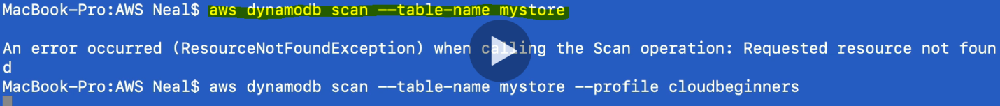 MacBook-Pro:AWS Neal$ aws dynamodb scan --table-name mystore
An error occurred (ResourceNotFoundException) when calling the Scan operation: Requested resource not foun
d
MacBook-Pro:AWS Neal$ aws dynamodb scan --table-name mystore --profile cloudbeginners